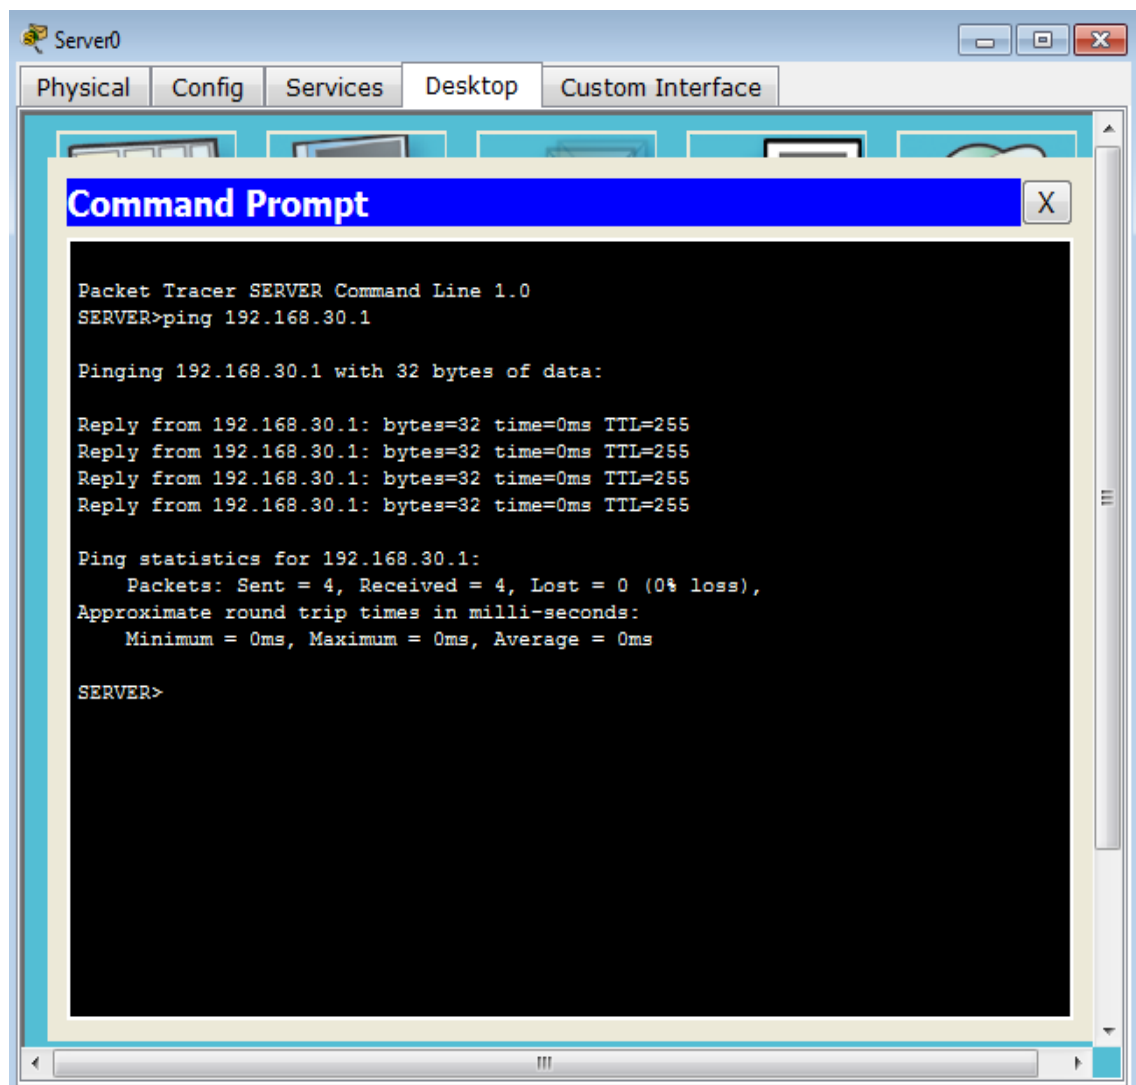 Server0
Physical Config Services Desktop Custom Interface
Command Prompt X
Packet Tracer SERVER Command Line 1.0
SERVER>ping 192.168.30.1
Pinging 192.168.30.1 with 32 bytes of data:
Reply from 192.168.30.1: bytes=32 time=0ms TTL=255
Reply from 192.168.30.1: bytes=32 time=0ms TTL=255
Reply from 192.168.30.1: bytes=32 time=0ms TTL=255
Reply from 192.168.30.1: bytes=32 time=0ms TTL=255
Ping statistics for 192.168.30.1:
Packets: Sent = 4, Received = 4, Lost = 0 (0% loss),
Approximate round trip times in milli-seconds:
Minimum = 0ms, Maximum = 0ms, Average = 0ms
SERVER>